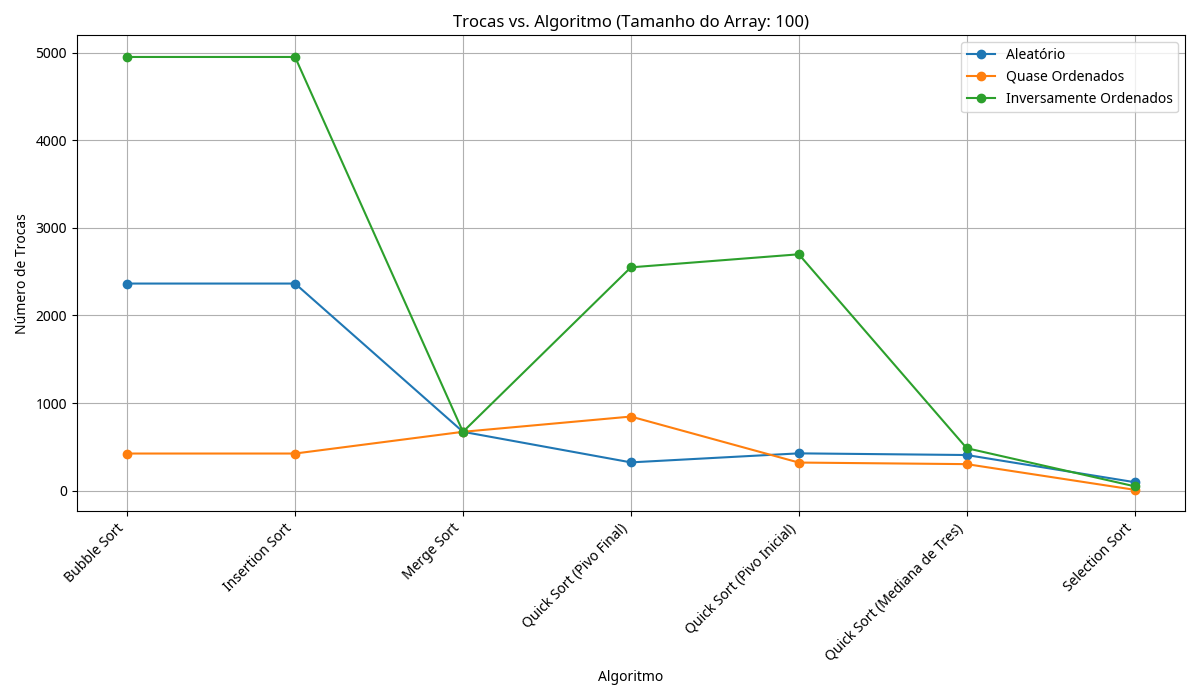 Trocas vs. Algoritmo (Tamanho do Array: 100)
Aleatório
Quase Ordenados
Inversamente Ordenados
Número de Trocas
5000
4000
3000
2000
1000
0
Bubble Sort
Insertion Sort
Merge Sort
Quick Sort (Pivo Final)
Quick Sort (Pivo Inicial)
Quick Sort (Mediana de Tres)
Selection Sort
Algoritmo